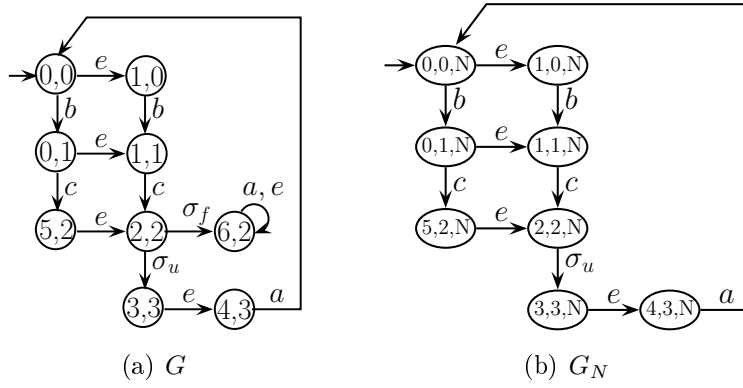 0,0 e 1,0
b b
0,1 e 1,1
c c
5,2 e 2,2 σ_f 6,2 a, e
σ_u
3,3 e 4,3 a
(a) G
0,0,N e 1,0,N
b b
0,1,N e 1,1,N
c c
5,2,N e 2,2,N
σ_u
3,3,N e 4,3,N a
(b) G_N